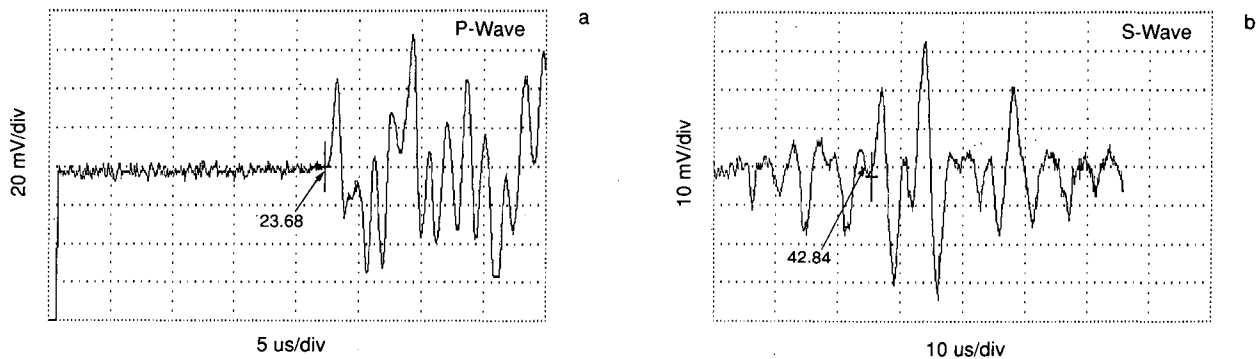 P-Wave
a
20 mV/div
23.68
5 us/div
S-Wave
b
10 mV/div
42.84
10 us/div